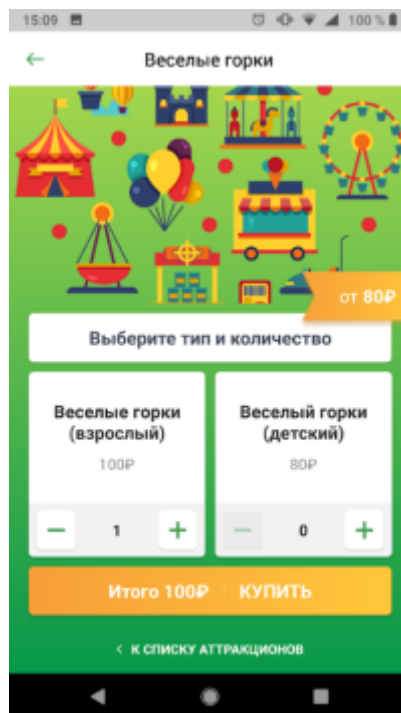 15:09 100 %
Веселые горки
от 80₽
Выберите тип и количество
Веселые горки
(взрослый)
100₽
1
Веселый горки
(детский)
80₽
0
Итого 100₽ КУПИТЬ
< К СПИСКУ АТТРАКЦИОНОВ